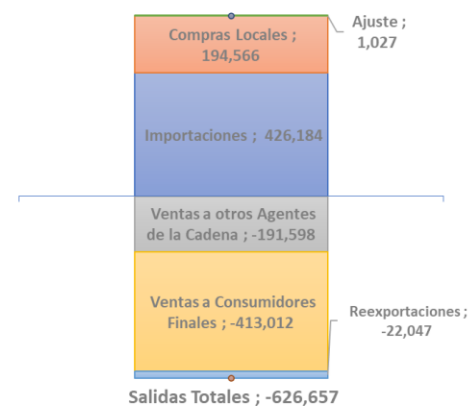 Ajuste ;
1,027
Compras Locales ;
194,566
Importaciones ; 426,184
Ventas a otros Agentes
de la Cadena ; -191,598
Ventas a Consumidores
Finales ; -413,012
Reexportaciones ;
-22,047
Salidas Totales ; -626,657